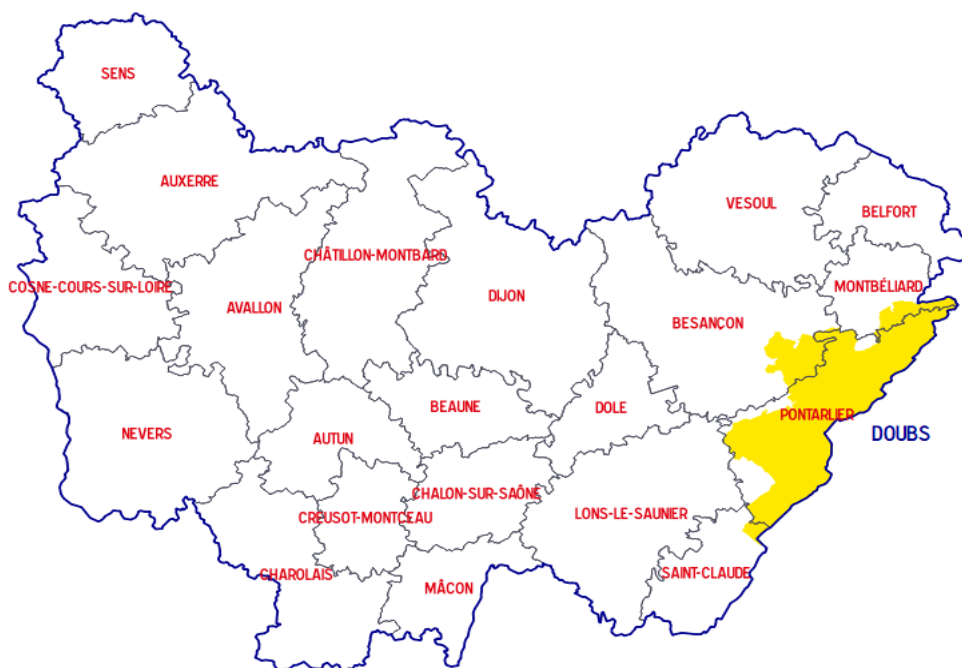 SENS
AUXERRE
VESOUL
BELFORT
CHÂTILLON-MONTBARD
COSNE-COURS-SUR-LOIRE
MONTBÉLIARD
DIJON
AVALLON
BESANÇON
BEAUNE
DOLE
PONTARLIER
NEVERS
AUTUN
DOUBS
CHALON-SUR-SAÔNE
LONS-LE-SAUNIER
CREUSOT-MONTCEAU
SAINT-CLAUDE
CHAROLAIS
MÂCON